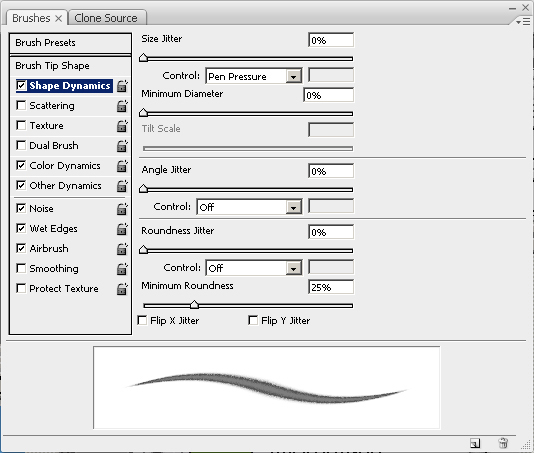 Brushes × Clone Source
Brush Presets
Brush Tip Shape
Shape Dynamics
Scattering
Texture
Dual Brush
Color Dynamics
Other Dynamics
Noise
Wet Edges
Airbrush
Smoothing
Protect Texture
Size Jitter 0%
Control: Pen Pressure
Minimum Diameter 0%
Tilt Scale
Angle Jitter 0%
Control: Off
Roundness Jitter 0%
Control: Off
Minimum Roundness 25%
Flip X Jitter Flip Y Jitter